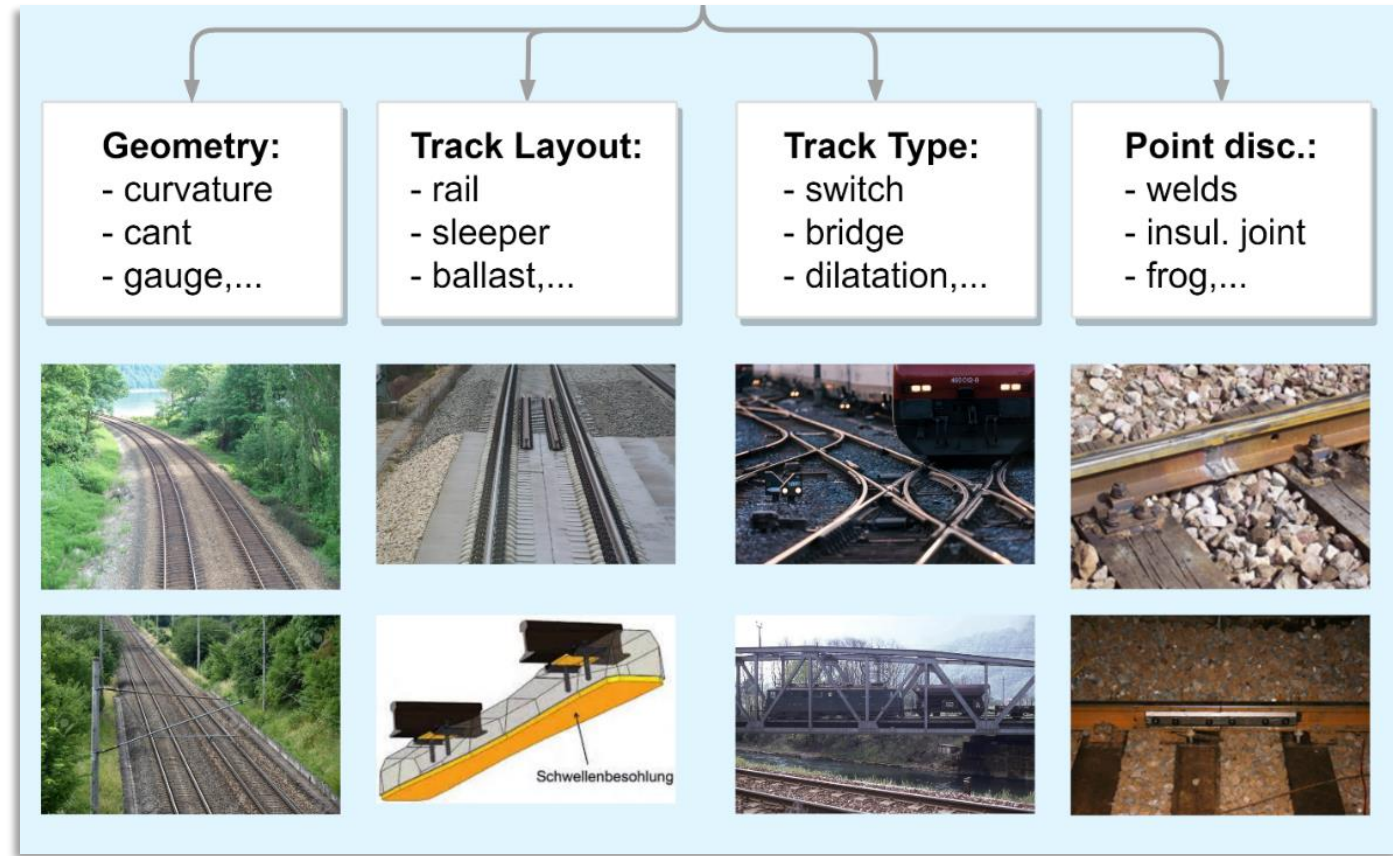 Geometry:
- curvature
- cant
- gauge,...
Track Layout:
- rail
- sleeper
- ballast,...
Track Type:
- switch
- bridge
- dilatation,...
Point disc.:
- welds
- insul. joint
- frog,...
Schwellenbesohlung